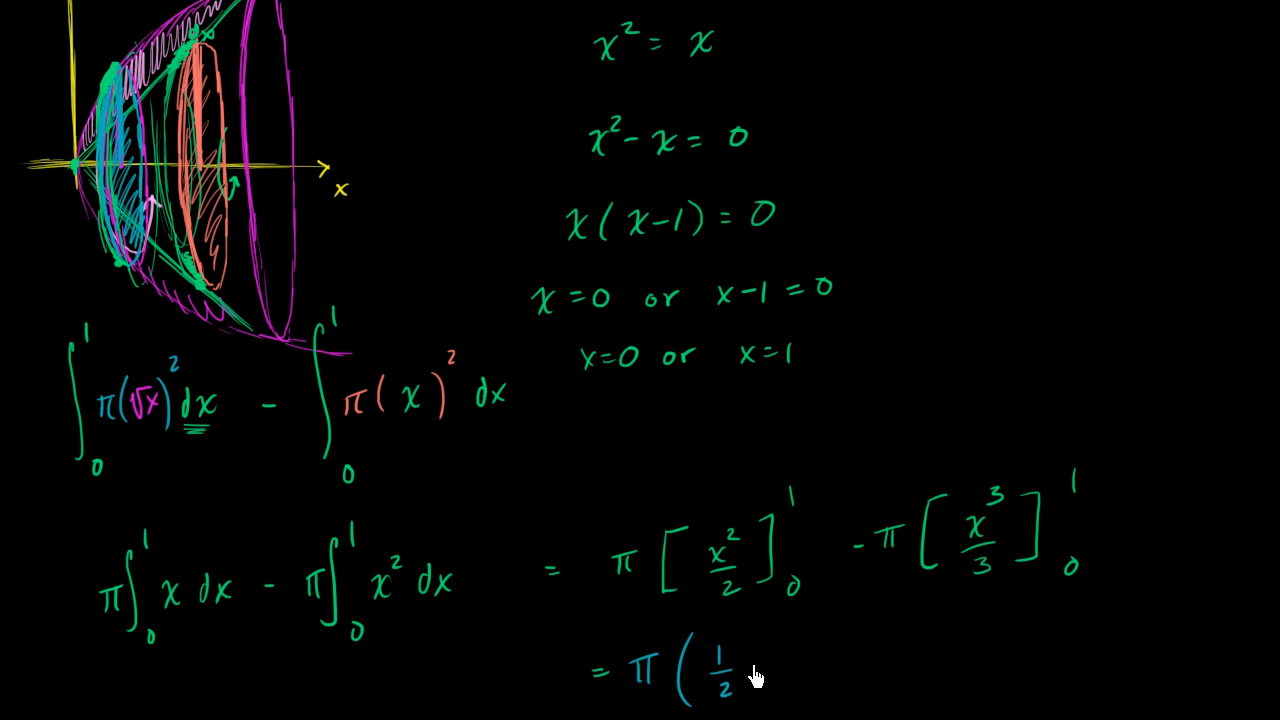 x
x² = x
x² - x = 0
x(x-1) = 0
x=0 or x-1=0
x=0 or x=1
∫₀¹ π(√x)² dx - ∫₀¹ π(x)² dx
π∫₀¹ x dx - π∫₀¹ x² dx = π[x²/2]₀¹ - π[x³/3]₀¹
= π(1/2